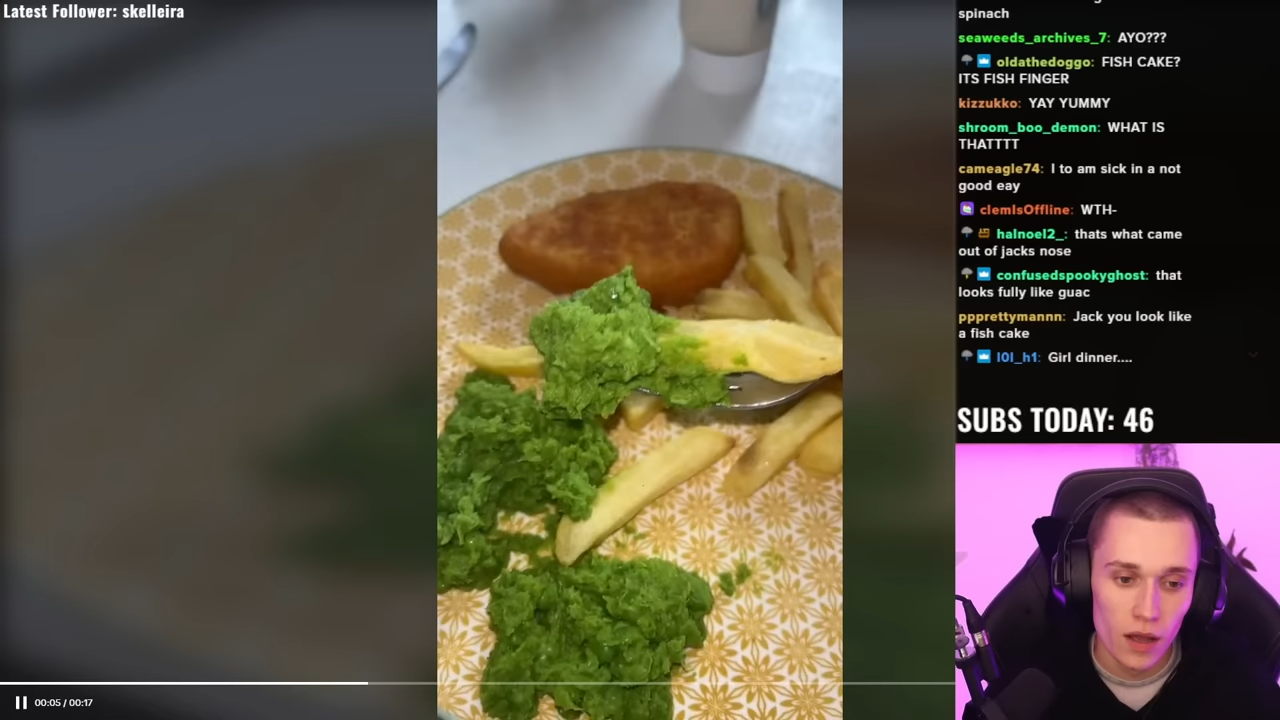 Latest Follower: skelleira
spinach
seaweeds_archives_7: AYO???
oldathedoggo: FISH CAKE?
ITS FISH FINGER
kizzukko: YAY YUMMY
shroom_boo_demon: WHAT IS
THATTTT
cameagle74: I to am sick in a not
good eay
clemIsOffline: WTH-
halnoel2_: thats what came
out of jacks nose
confusedspookyghost: that
looks fully like guac
ppprettymannn: Jack you look like
a fish cake
l0l_h1: Girl dinner....
SUBS TODAY: 46
00:05 / 00:17